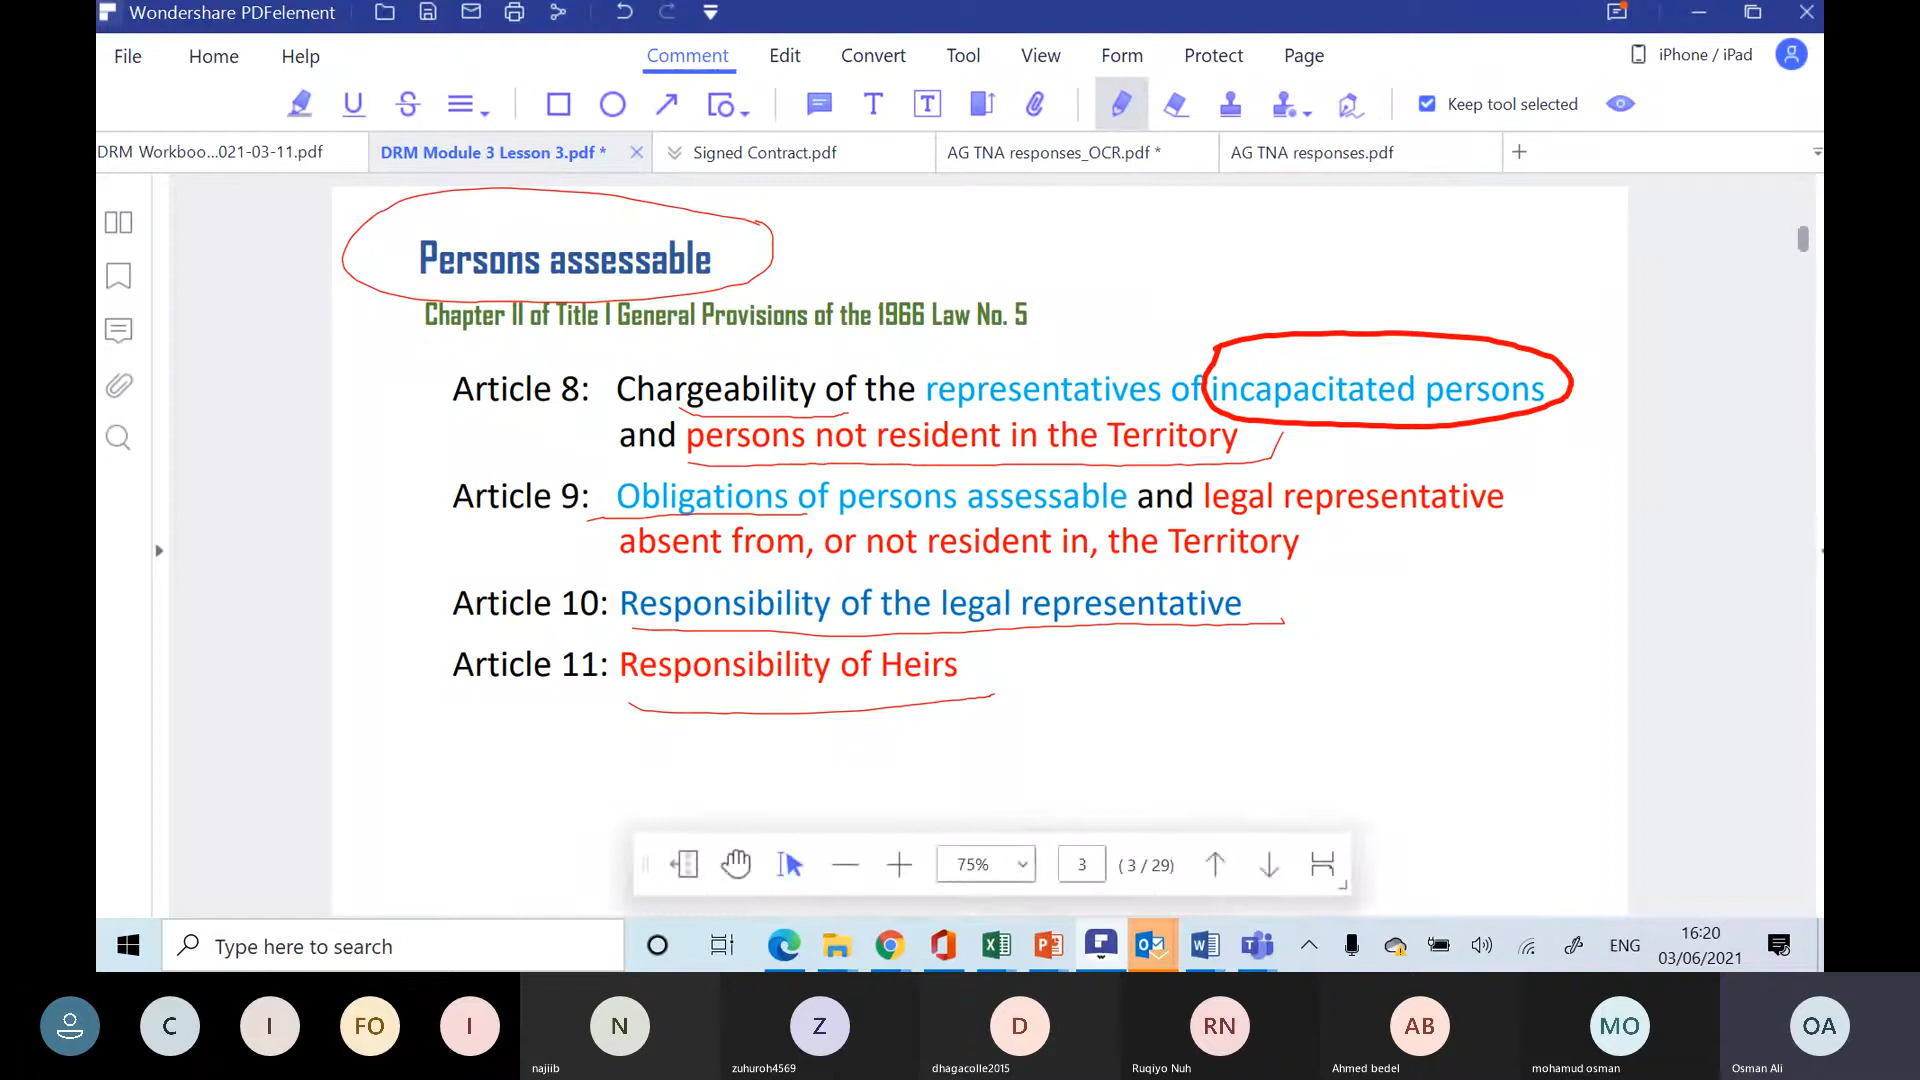 Wondershare PDFelement
File Home Help Comment Edit Convert Tool View Form Protect Page iPhone / iPad
Keep tool selected
DRM Workboo...021-03-11.pdf DRM Module 3 Lesson 3.pdf * Signed Contract.pdf AG TNA responses_OCR.pdf * AG TNA responses.pdf
Persons assessable
Chapter II of Title I General Provisions of the 1966 Law No. 5
Article 8: Chargeability of the representatives of incapacitated persons
and persons not resident in the Territory
Article 9: Obligations of persons assessable and legal representative
absent from, or not resident in, the Territory
Article 10: Responsibility of the legal representative
Article 11: Responsibility of Heirs
75% 3 ( 3 / 29)
Type here to search ENG 16:20
03/06/2021
C I FO I N Z D RN AB MO OA
najiib zuhuroh4569 dhagacolle2015 Ruqiyo Nuh Ahmed bedel mohamud osman Osman Ali